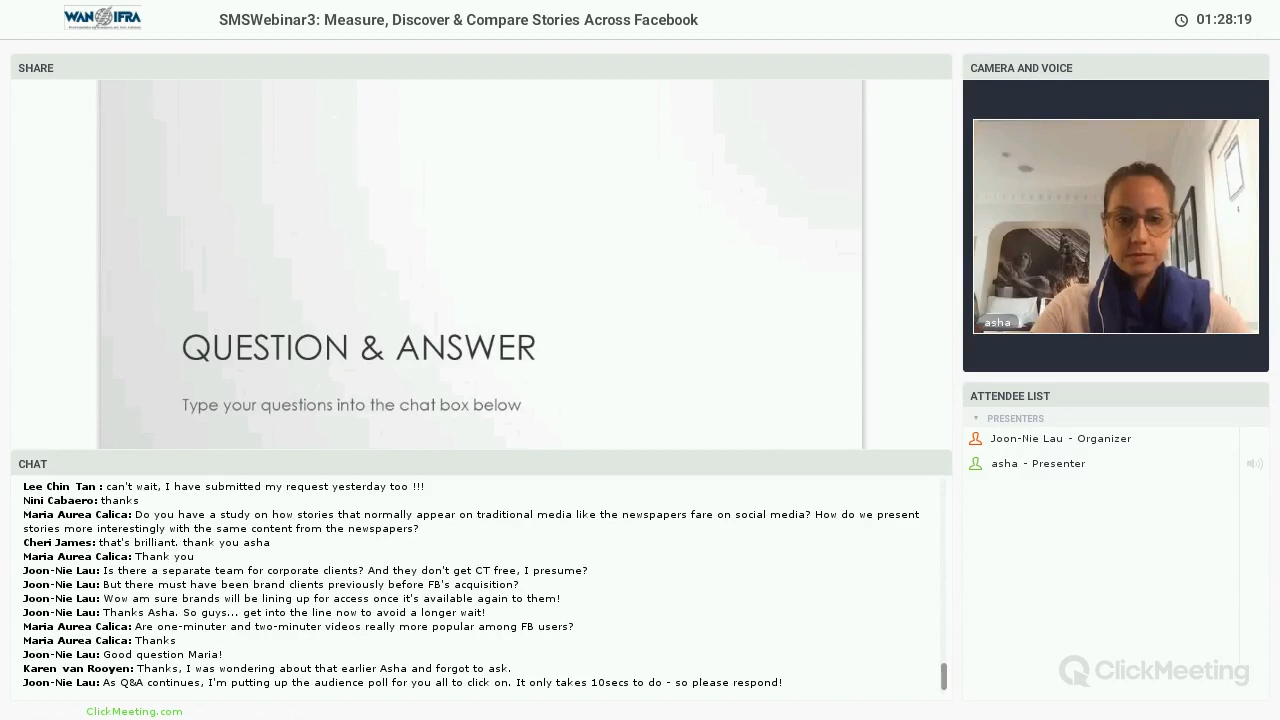 WAN IFRA
SMSWebinar3: Measure, Discover & Compare Stories Across Facebook
01:28:19
SHARE
QUESTION & ANSWER
Type your questions into the chat box below
CAMERA AND VOICE
asha
ATTENDEE LIST
PRESENTERS
Joon-Nie Lau - Organizer
asha - Presenter
CHAT
Lee Chin Tan : can't wait, I have submitted my request yesterday too !!!
Nini Cabaero: thanks
Maria Aurea Calica: Do you have a study on how stories that normally appear on traditional media like the newspapers fare on social media? How do we present
stories more interestingly with the same content from the newspapers?
Cheri James: that's brilliant. thank you asha
Maria Aurea Calica: Thank you
Joon-Nie Lau: Is there a separate team for corporate clients? And they don't get CT free, I presume?
Joon-Nie Lau: But there must have been brand clients previously before FB's acquisition?
Joon-Nie Lau: Wow am sure brands will be lining up for access once it's available again to them!
Joon-Nie Lau: Thanks Asha. So guys... get into the line now to avoid a longer wait!
Maria Aurea Calica: Are one-minuter and two-minuter videos really more popular among FB users?
Maria Aurea Calica: Thanks
Joon-Nie Lau: Good question Maria!
Karen van Rooyen: Thanks, I was wondering about that earlier Asha and forgot to ask.
Joon-Nie Lau: As Q&A continues, I'm putting up the audience poll for you all to click on. It only takes 10secs to do - so please respond!
ClickMeeting
ClickMeeting.com